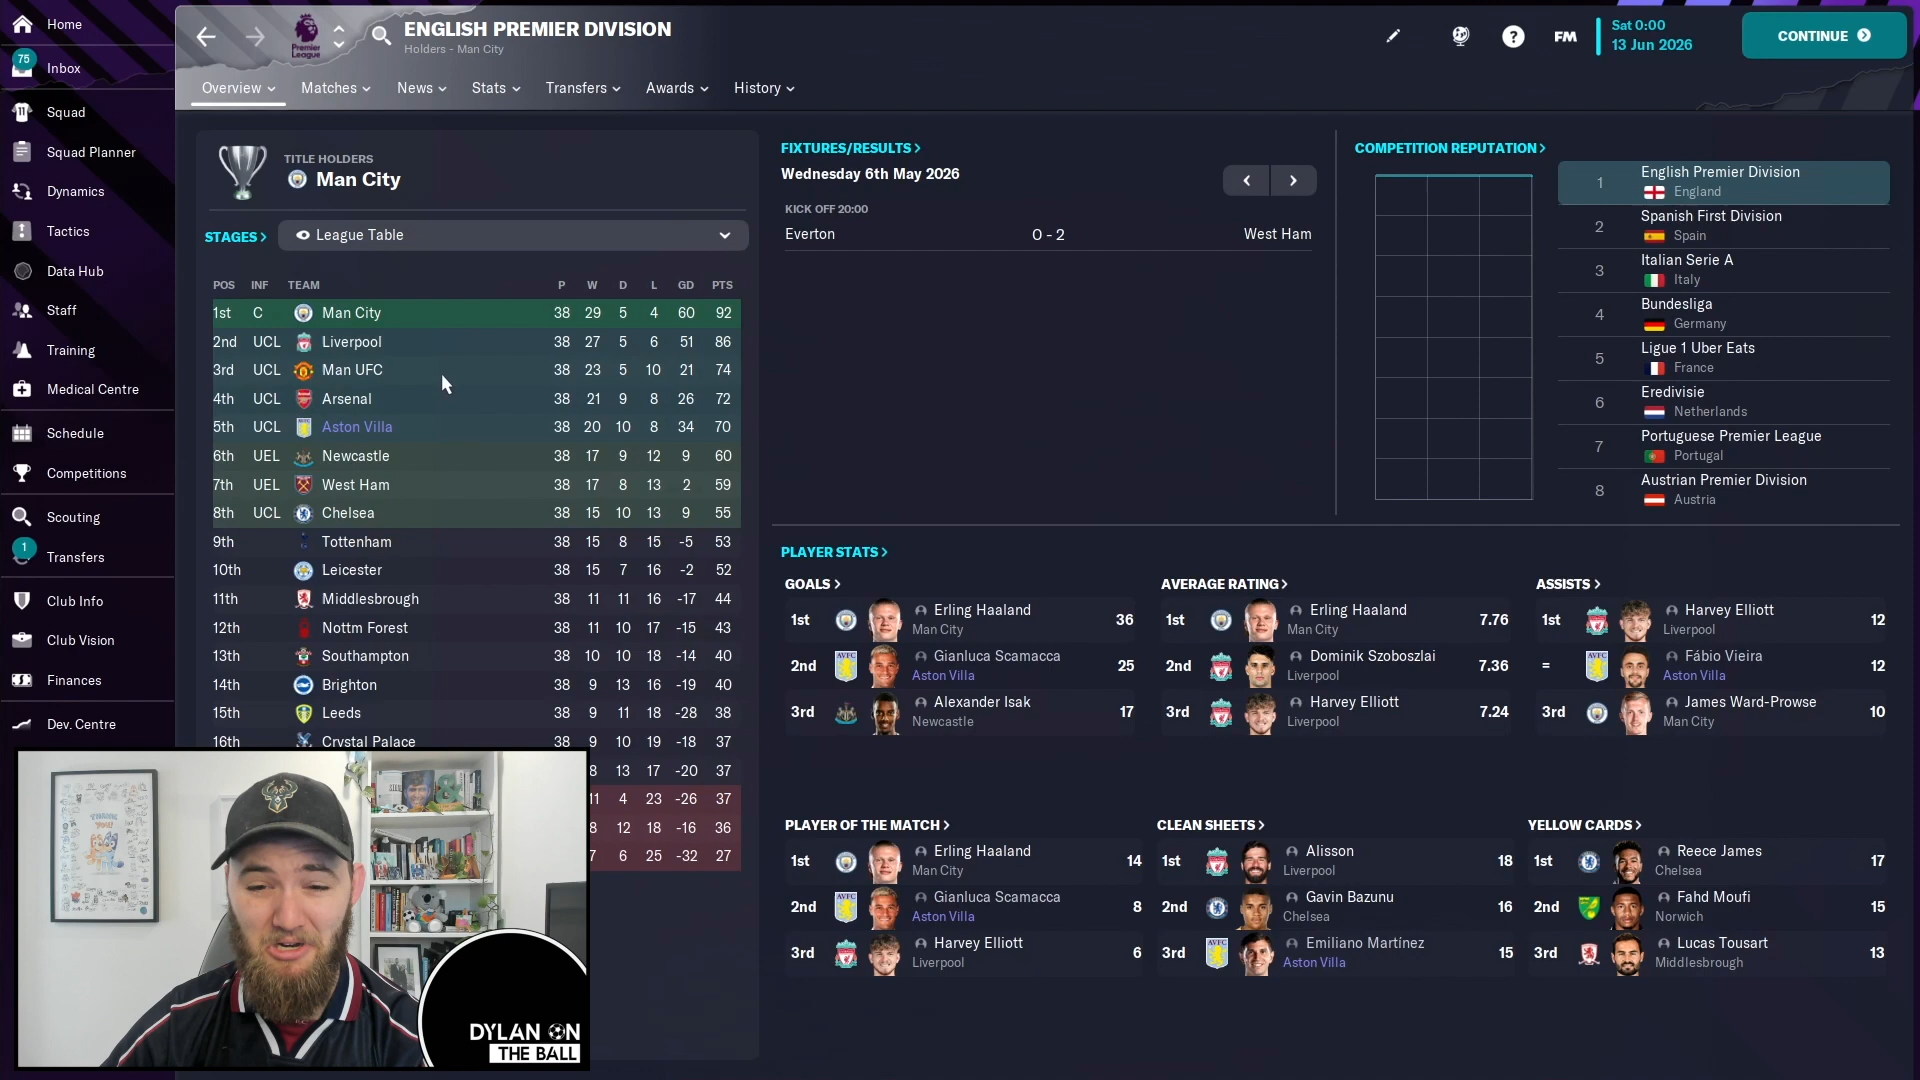 Home
75
Inbox
Squad
Squad Planner
Dynamics
Tactics
Data Hub
Staff
Training
Medical Centre
Schedule
Competitions
Scouting
1
Transfers
Club Info
Club Vision
Finances
Dev. Centre
Premier League
ENGLISH PREMIER DIVISION
Holders - Man City
FM
Sat 0:00
13 Jun 2026
CONTINUE
Overview Matches News Stats Transfers Awards History
TITLE HOLDERS
Man City
STAGES League Table
POS INF TEAM P W D L GD PTS
1st C Man City 38 29 5 4 60 92
2nd UCL Liverpool 38 27 5 6 51 86
3rd UCL Man UFC 38 23 5 10 21 74
4th UCL Arsenal 38 21 9 8 26 72
5th UCL Aston Villa 38 20 10 8 34 70
6th UEL Newcastle 38 17 9 12 9 60
7th UEL West Ham 38 17 8 13 2 59
8th UCL Chelsea 38 15 10 13 9 55
9th Tottenham 38 15 8 15 -5 53
10th Leicester 38 15 7 16 -2 52
11th Middlesbrough 38 11 11 16 -17 44
12th Nottm Forest 38 11 10 17 -15 43
13th Southampton 38 10 10 18 -14 40
14th Brighton 38 9 13 16 -19 40
15th Leeds 38 9 11 18 -28 38
16th Crystal Palace 38 9 10 19 -18 37
8 13 17 -20 37
11 4 23 -26 37
8 12 18 -16 36
7 6 25 -32 27
FIXTURES/RESULTS
Wednesday 6th May 2026
KICK OFF 20:00
Everton 0 - 2 West Ham
COMPETITION REPUTATION
1 English Premier Division
England
2 Spanish First Division
Spain
3 Italian Serie A
Italy
4 Bundesliga
Germany
5 Ligue 1 Uber Eats
France
6 Eredivisie
Netherlands
7 Portuguese Premier League
Portugal
8 Austrian Premier Division
Austria
PLAYER STATS
GOALS
1st Erling Haaland 36
Man City
2nd Gianluca Scamacca 25
Aston Villa
3rd Alexander Isak 17
Newcastle
AVERAGE RATING
1st Erling Haaland 7.76
Man City
2nd Dominik Szoboszlai 7.36
Liverpool
3rd Harvey Elliott 7.24
Liverpool
ASSISTS
1st Harvey Elliott 12
Liverpool
= Fábio Vieira 12
Aston Villa
3rd James Ward-Prowse 10
Man City
PLAYER OF THE MATCH
1st Erling Haaland 14
Man City
2nd Gianluca Scamacca 8
Aston Villa
3rd Harvey Elliott 6
Liverpool
CLEAN SHEETS
1st Alisson 18
Liverpool
2nd Gavin Bazunu 16
Chelsea
3rd Emiliano Martínez 15
Aston Villa
YELLOW CARDS
1st Reece James 17
Chelsea
2nd Fahd Moufi 15
Norwich
3rd Lucas Tousart 13
Middlesbrough
THANK YOU!
DYLAN ON
THE BALL